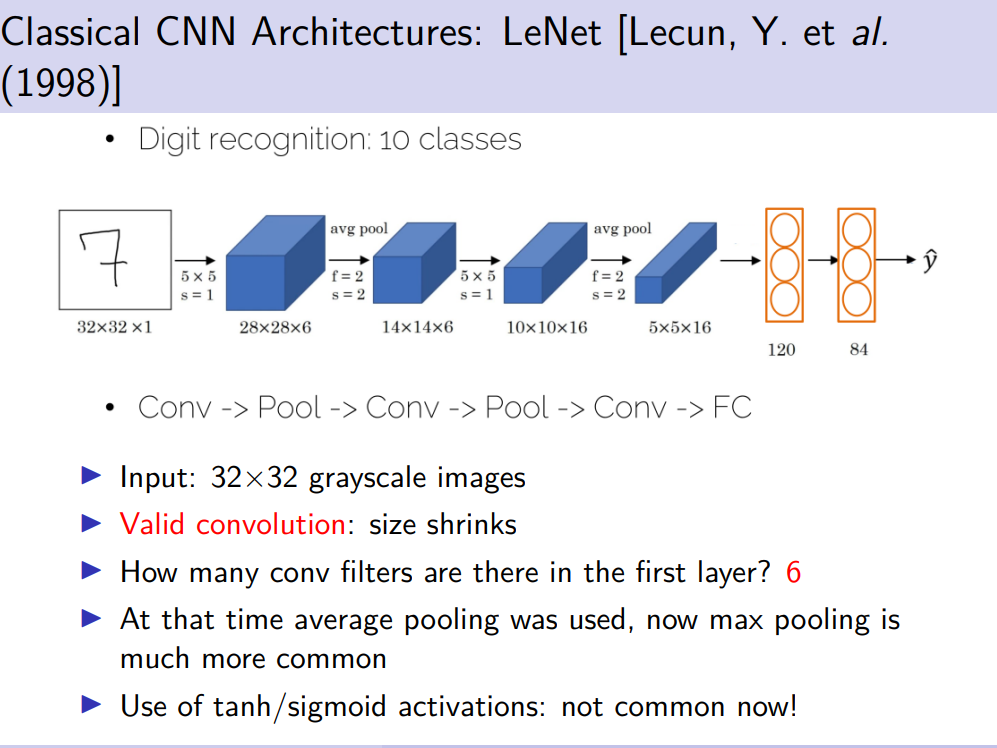 Classical CNN Architectures: LeNet [Lecun, Y. et al.
(1998)]
• Digit recognition: 10 classes
7
32×32 ×1
5 × 5
s = 1
28×28×6
avg pool
f = 2
s = 2
14×14×6
5 × 5
s = 1
10×10×16
avg pool
f = 2
s = 2
5×5×16
120
84
ŷ
• Conv -> Pool -> Conv -> Pool -> Conv -> FC
▶ Input: 32×32 grayscale images
▶ Valid convolution: size shrinks
▶ How many conv filters are there in the first layer? 6
▶ At that time average pooling was used, now max pooling is
much more common
▶ Use of tanh/sigmoid activations: not common now!